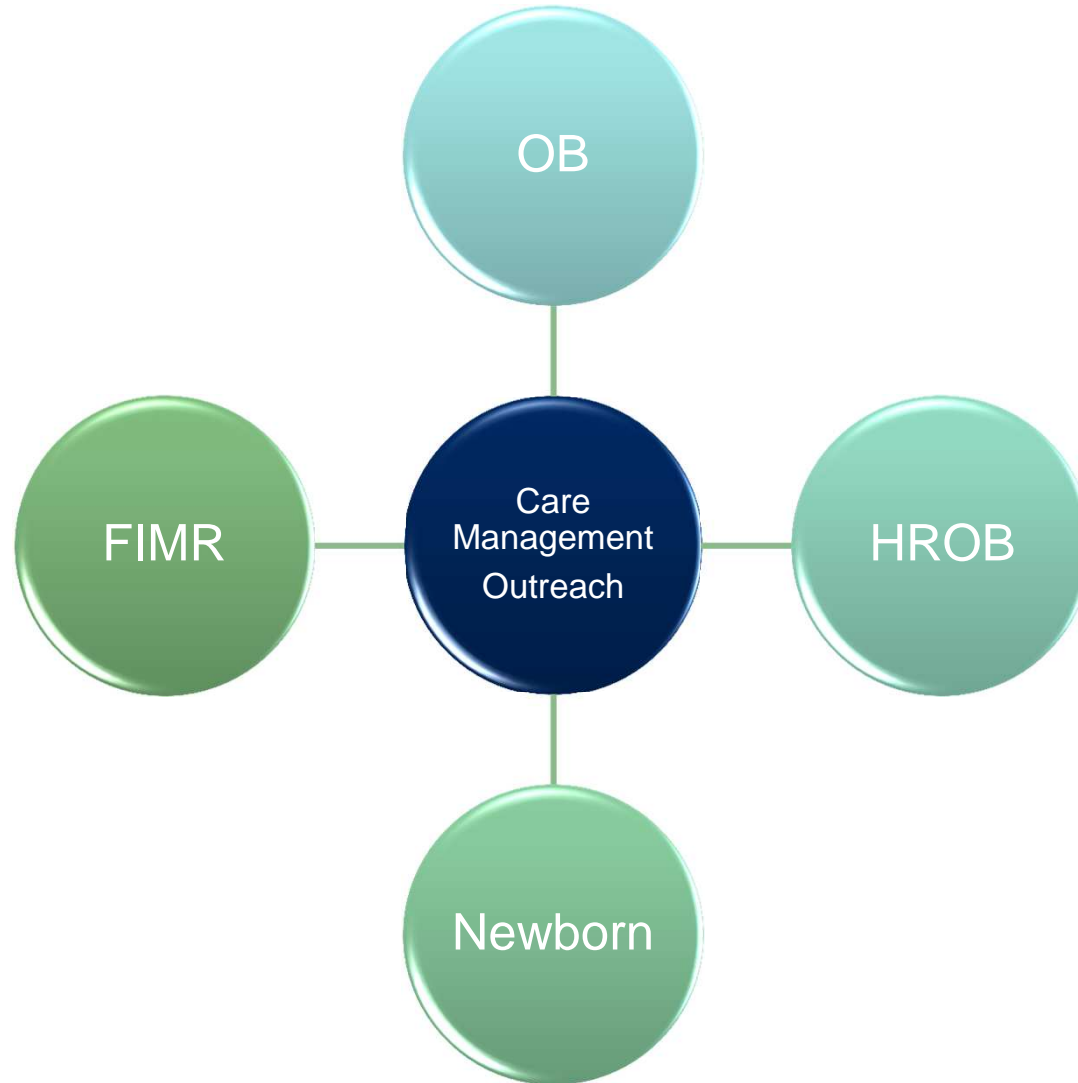 OB
FIMR
Care
Management
Outreach
HROB
Newborn